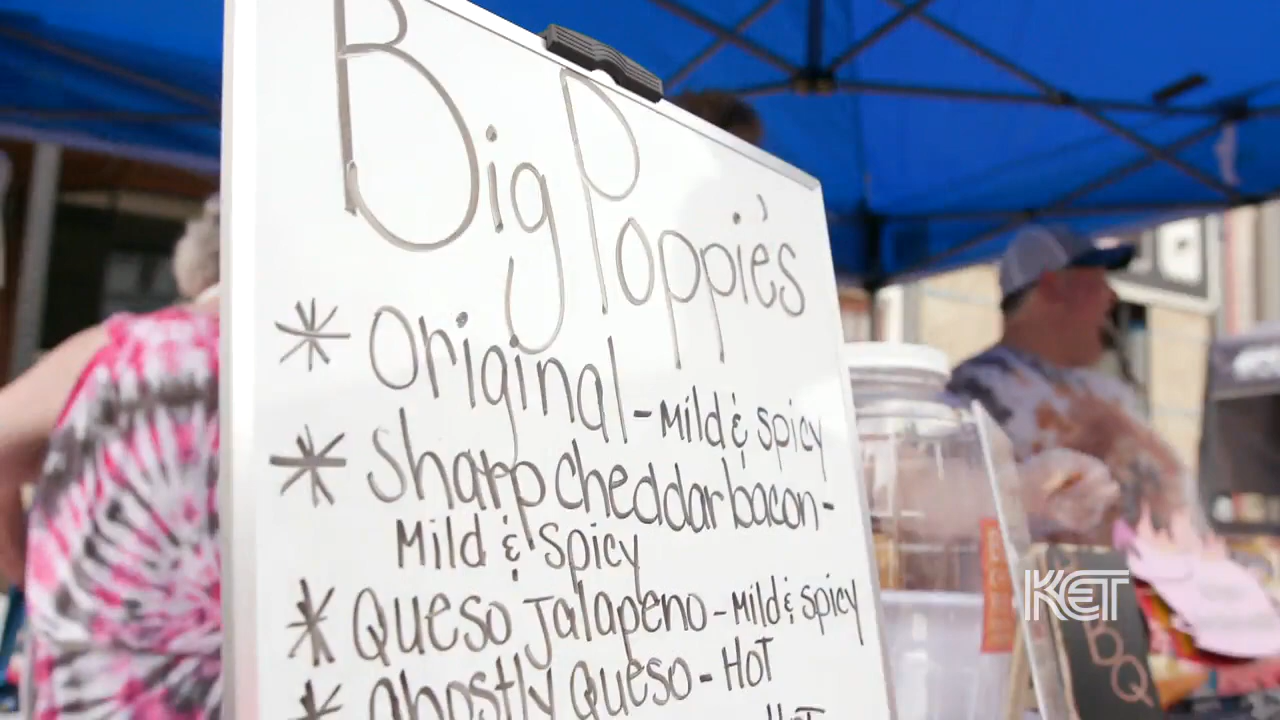 Big Poppie's
* Original - Mild & Spicy
* Sharp Cheddar bacon -
Mild & Spicy
* Queso Jalapeno - Mild & Spicy
* Ghostly Queso - Hot
Hot
KET
BQ